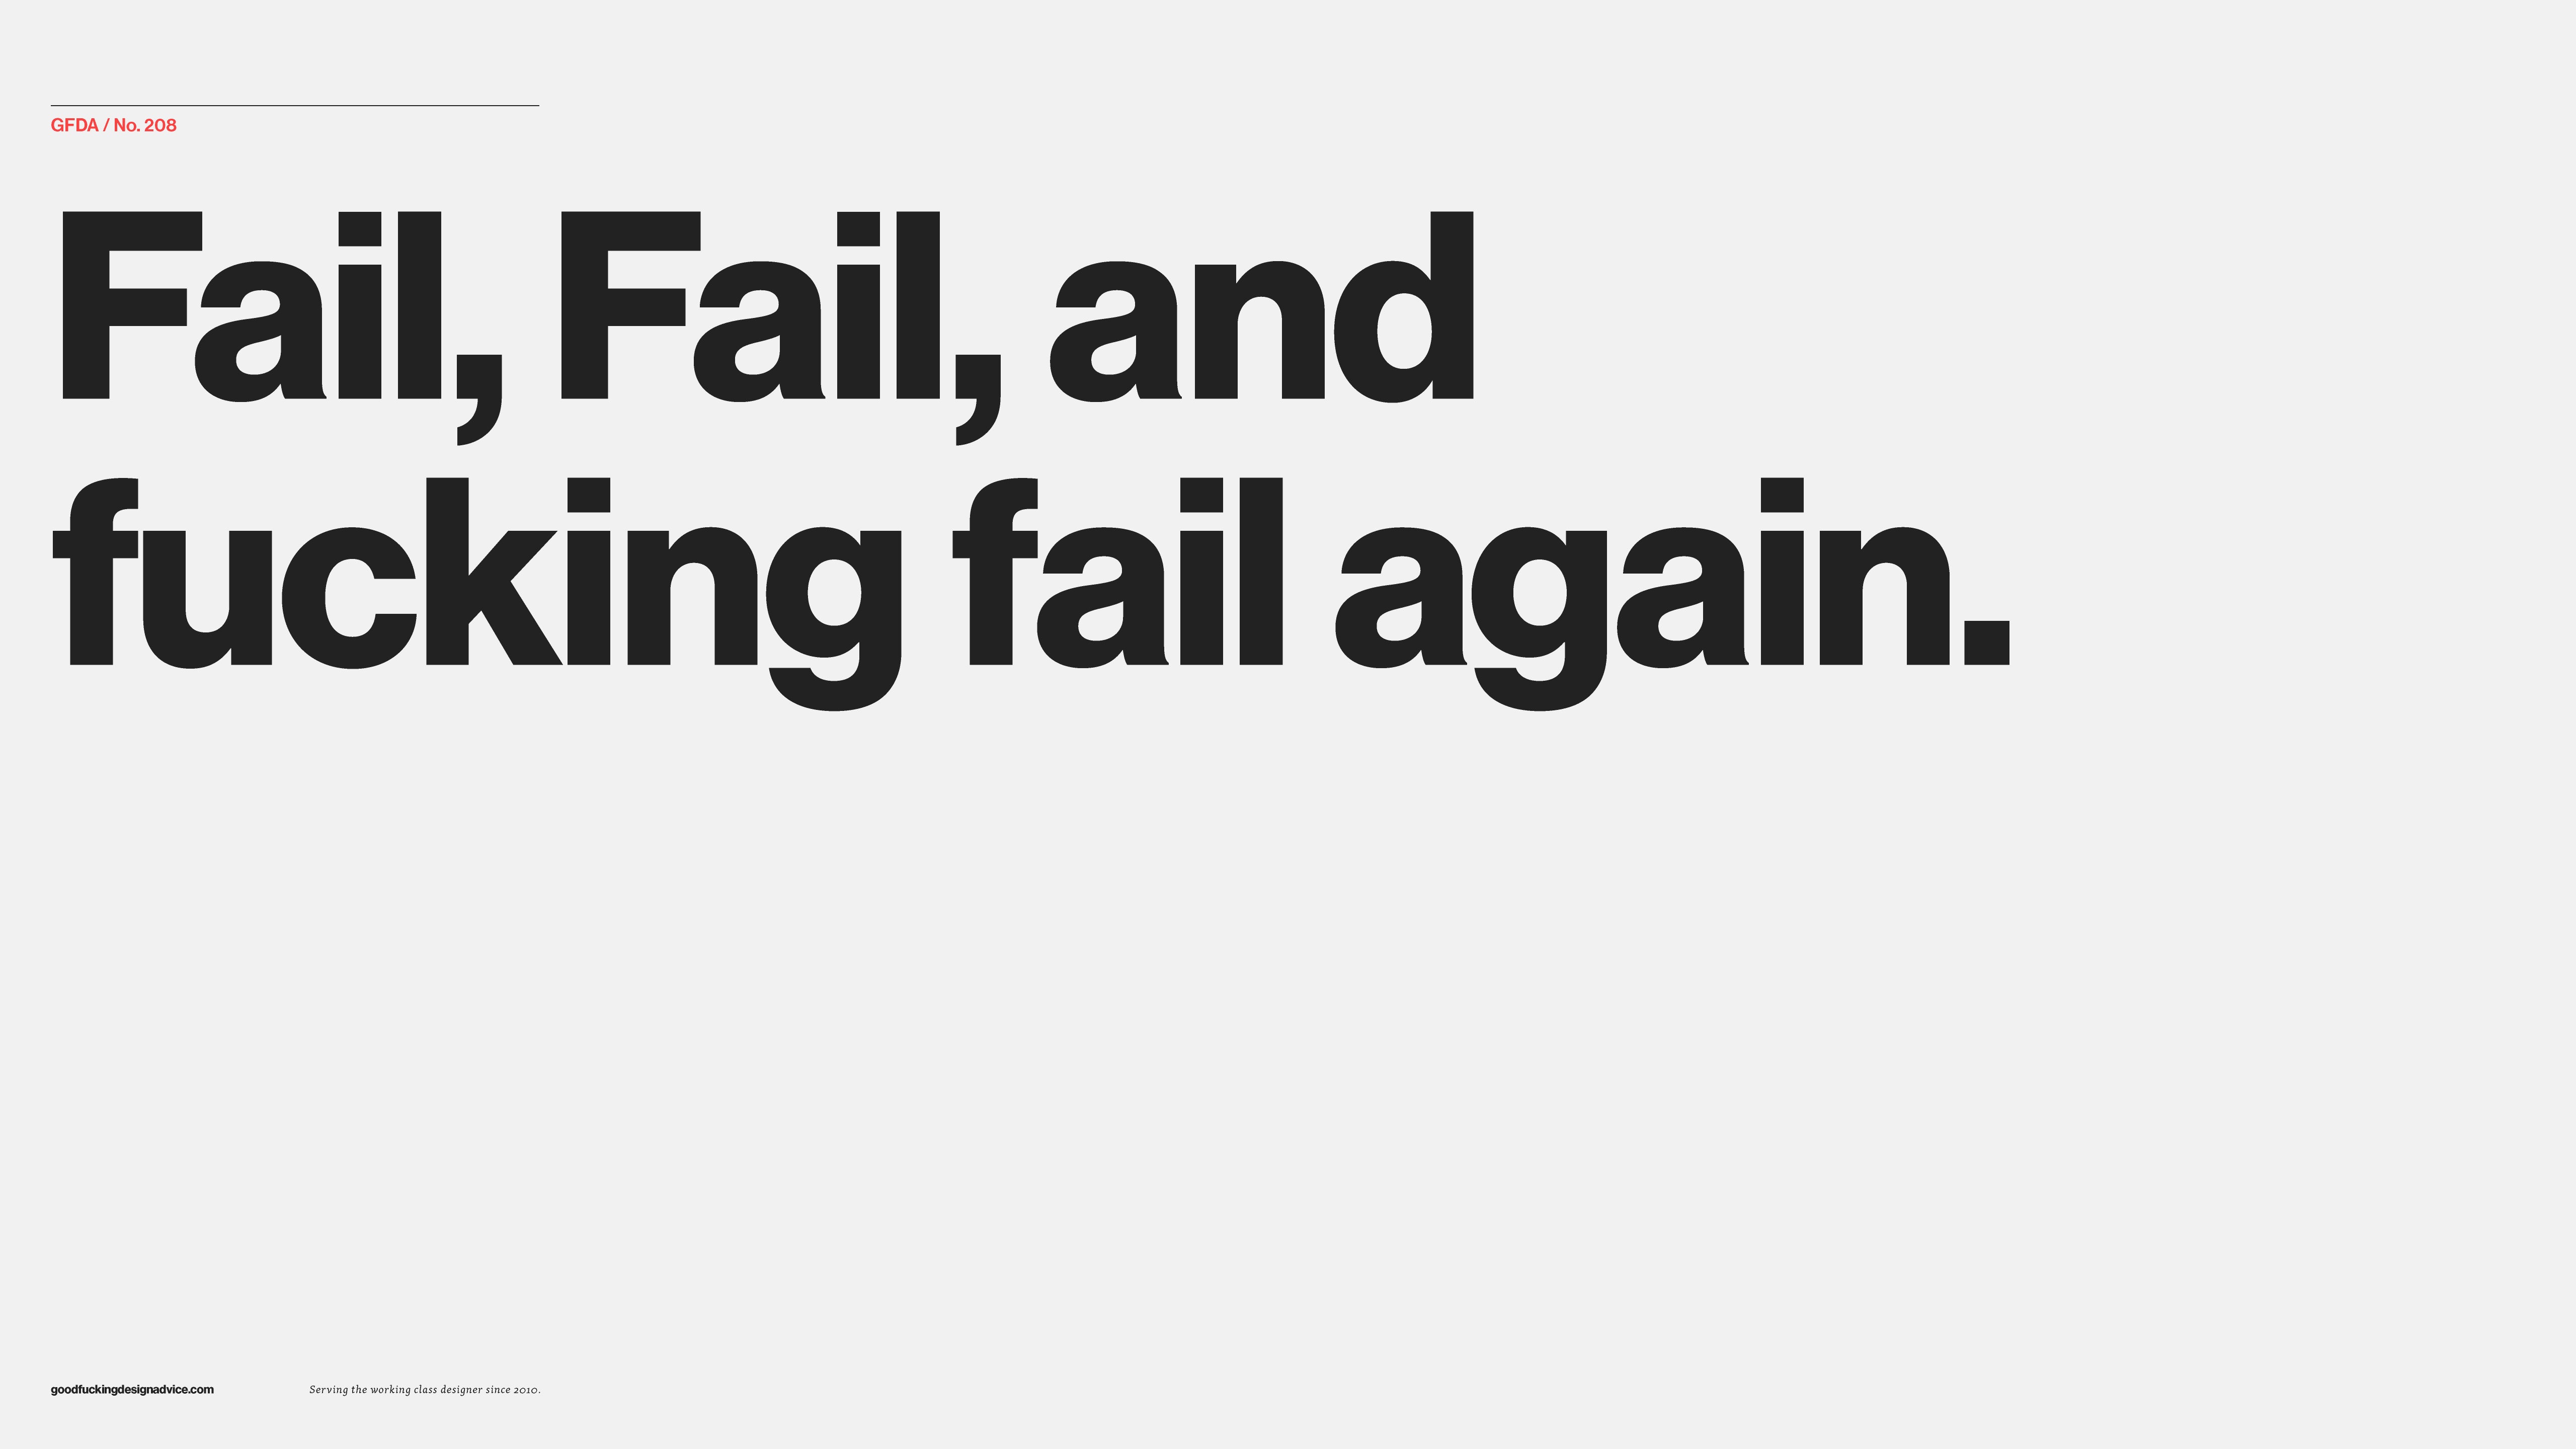 GFDA / No. 208
Fail, Fail, and
fucking fail again.
goodfuckingdesignadvice.com
Serving the working class designer since 2010.